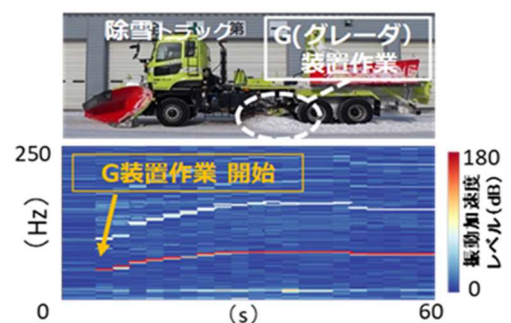 除雪トラック 第
G(グレーダ)
装置作業
250
G装置作業 開始
(Hz)
0
(s)
60
180
振動加速度
レベル(dB)
0